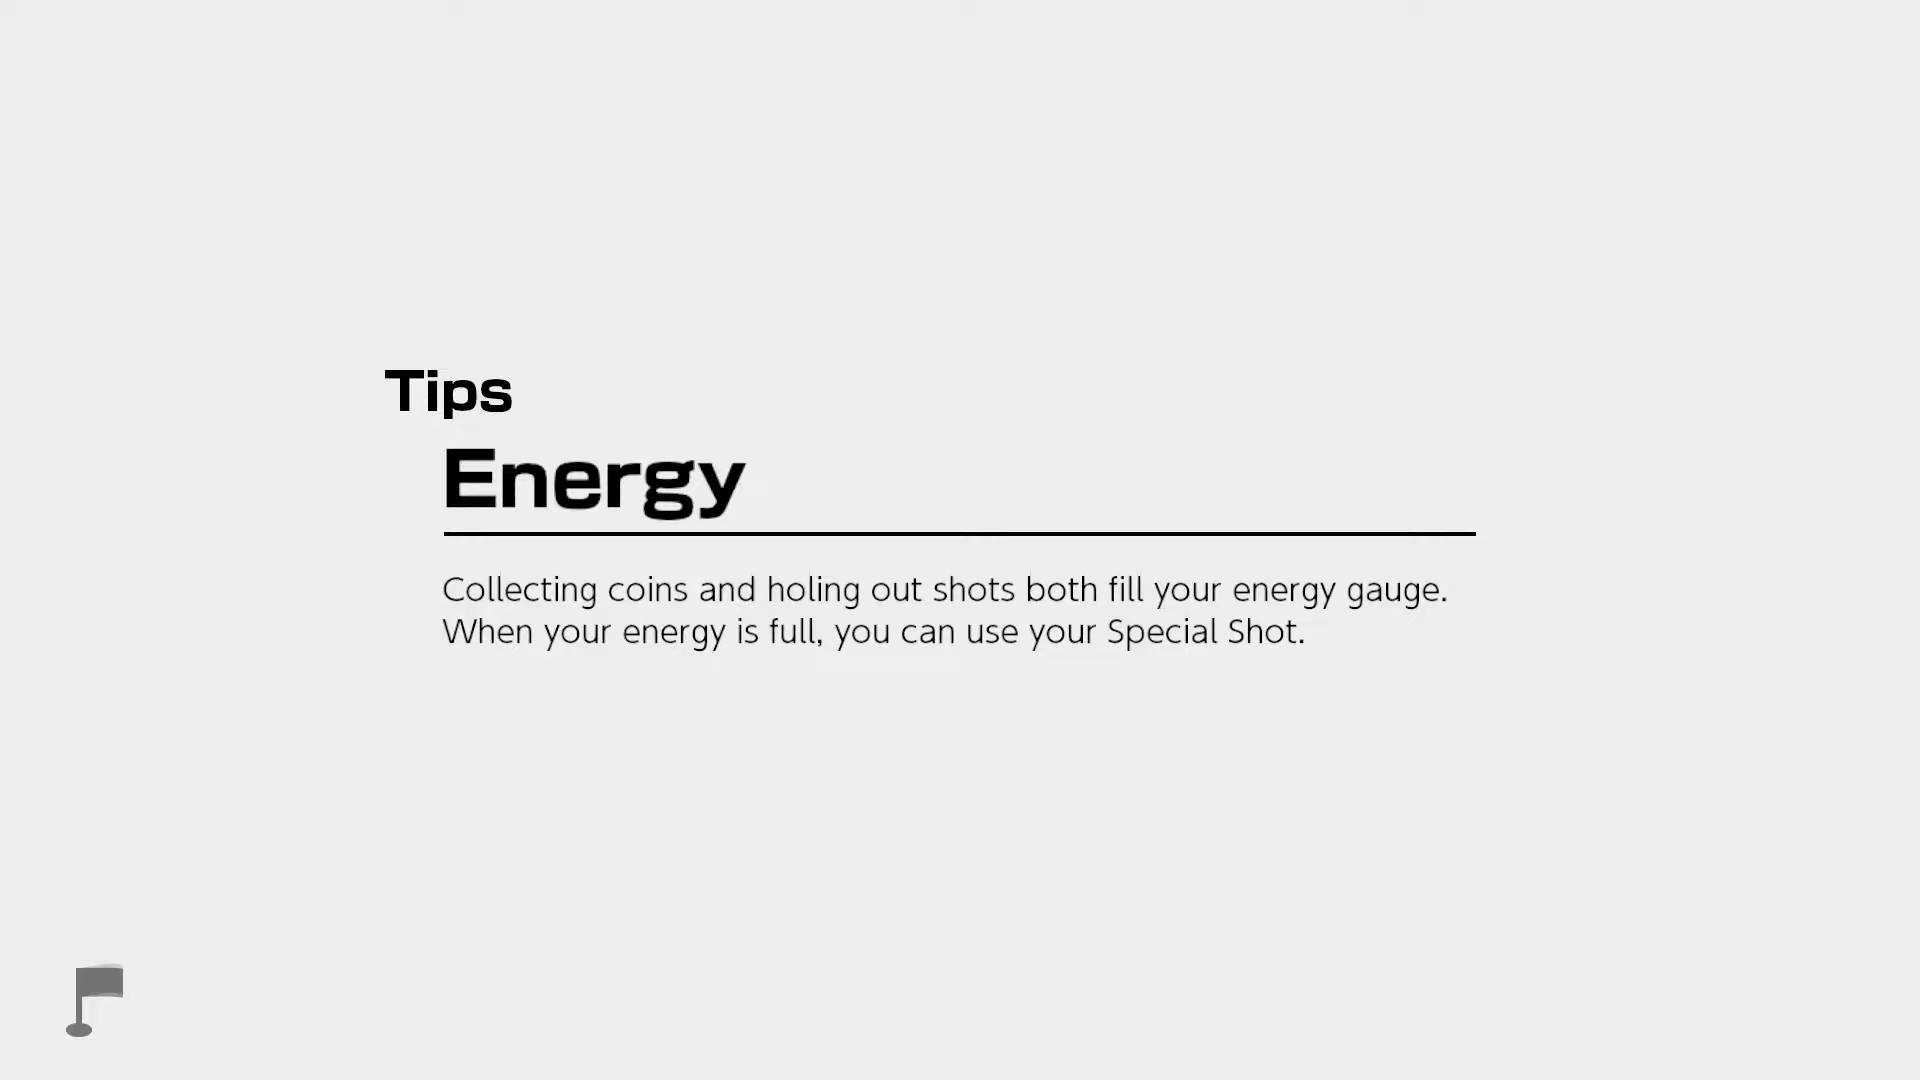 Tips
Energy
Collecting coins and holing out shots both fill your energy gauge.
When your energy is full, you can use your Special Shot.